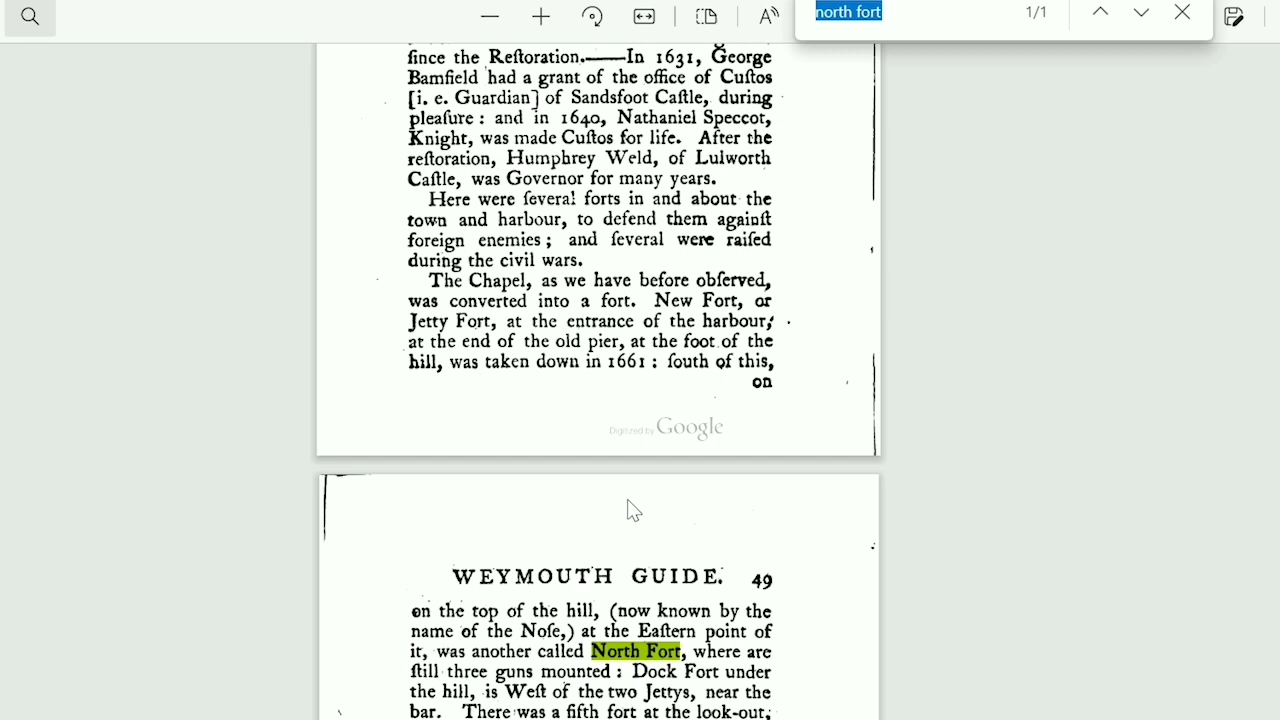 north fort
1/1
ſince the Reſtoration.——In 1631, George
Bamfield had a grant of the office of Cuſtos
[i. e. Guardian] of Sandsfoot Caſtle, during
pleaſure : and in 1640, Nathaniel Speccot,
Knight, was made Cuſtos for life. After the
reſtoration, Humphrey Weld, of Lulworth
Caſtle, was Governor for many years.
Here were ſeveral forts in and about the
town and harbour, to defend them againſt
foreign enemies ; and ſeveral were raiſed
during the civil wars.
The Chapel, as we have before obſerved,
was converted into a fort. New Fort, or
Jetty Fort, at the entrance of the harbour,
at the end of the old pier, at the foot of the
hill, was taken down in 1661 : ſouth of this,
on
Digitized by Google
WEYMOUTH GUIDE. 49
on the top of the hill, (now known by the
name of the Noſe,) at the Eaſtern point of
it, was another called North Fort, where are
ſtill three guns mounted : Dock Fort under
the hill, is Weſt of the two Jettys, near the
bar. There was a fifth fort at the look-out,